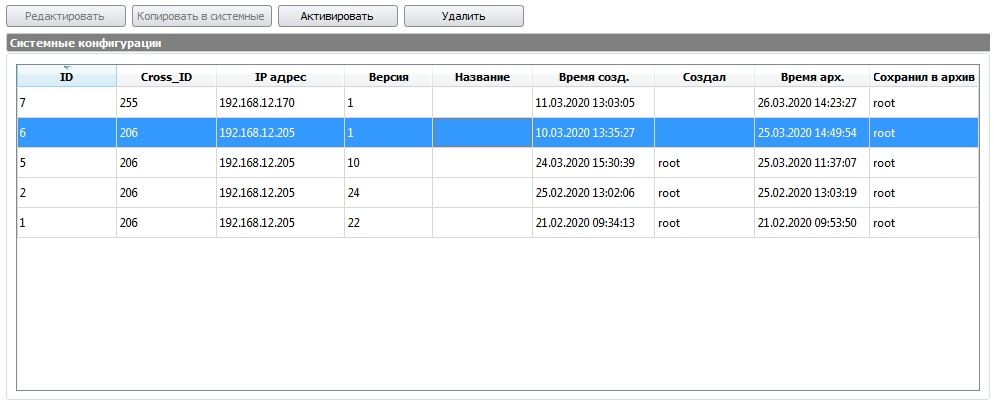 Редактировать Копировать в системные Активировать Удалить
Системные конфигурации
ID Cross_ID IP адрес Версия Название Время созд. Создал Время арх. Сохранил в архив
7 255 192.168.12.170 1 11.03.2020 13:03:05 26.03.2020 14:23:27 root
6 206 192.168.12.205 1 10.03.2020 13:35:27 25.03.2020 14:49:54 root
5 206 192.168.12.205 10 24.03.2020 15:30:39 root 25.03.2020 11:37:07 root
2 206 192.168.12.205 24 25.02.2020 13:02:06 root 25.02.2020 13:03:19 root
1 206 192.168.12.205 22 21.02.2020 09:34:13 root 21.02.2020 09:53:50 root